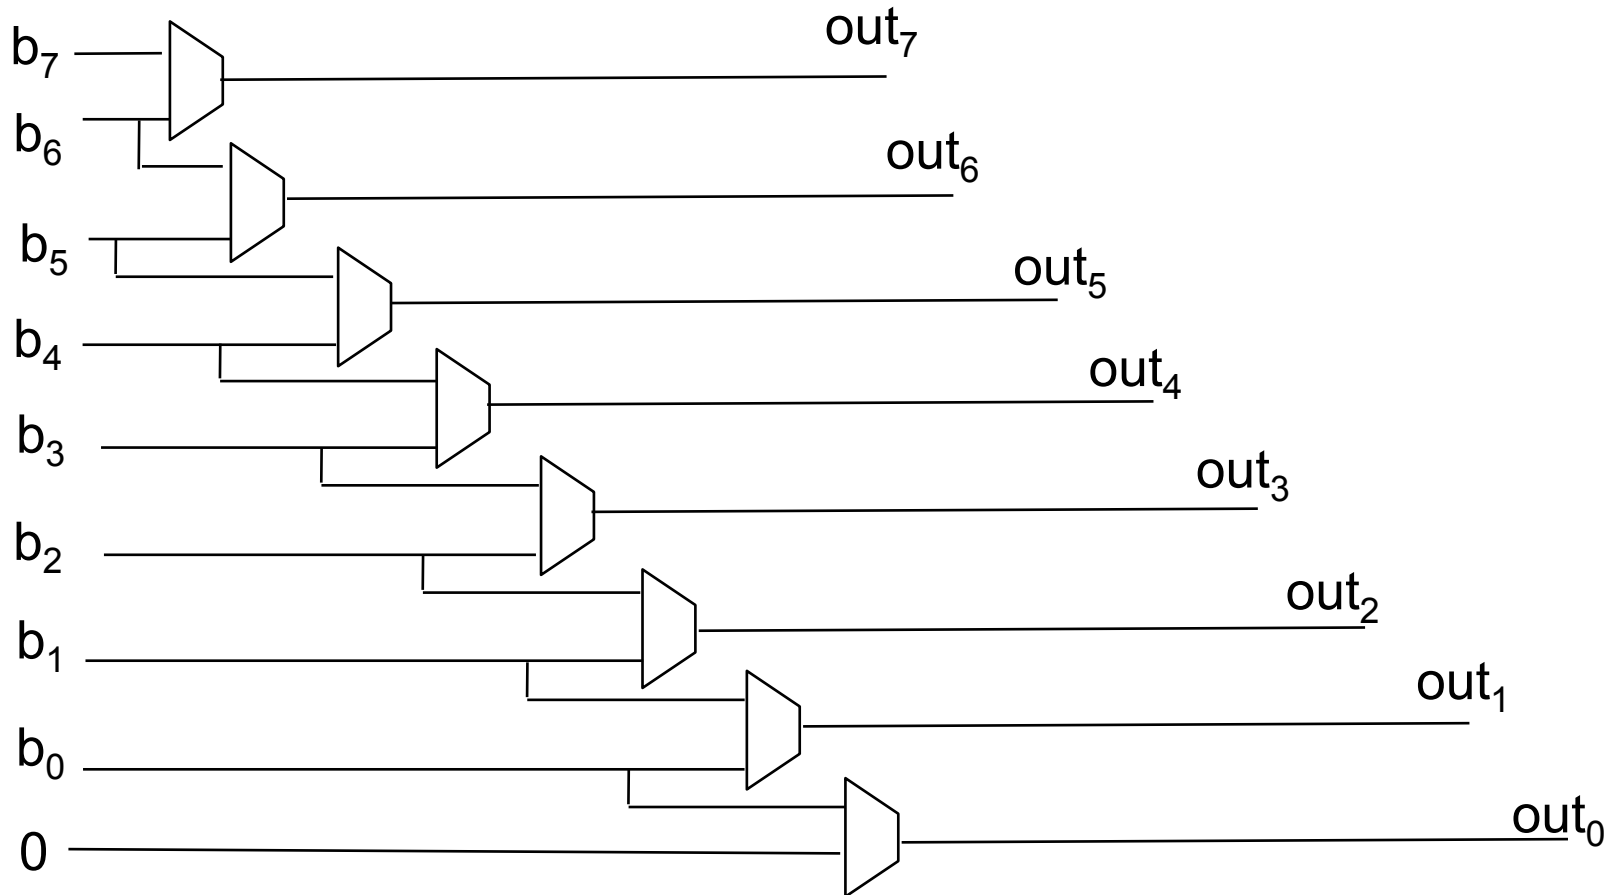 b₇
out₇
b₆
out₆
b₅
out₅
b₄
out₄
b₃
out₃
b₂
out₂
b₁
out₁
b₀
out₀
0